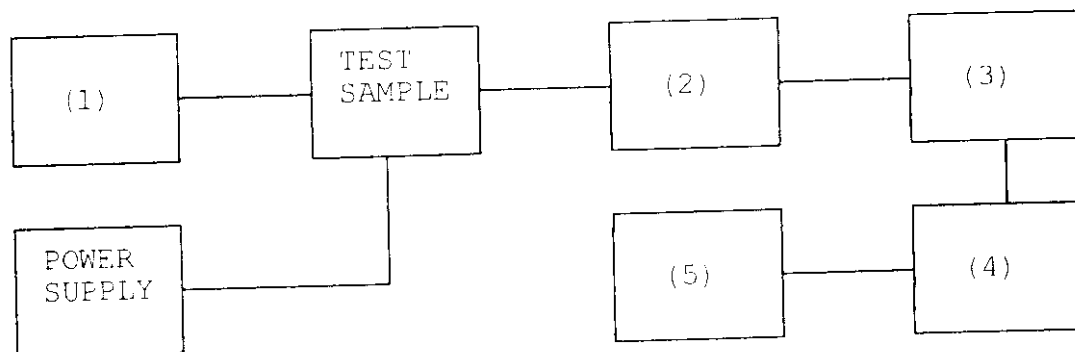 (1)
TEST
SAMPLE
(2)
(3)
POWER
SUPPLY
(5)
(4)